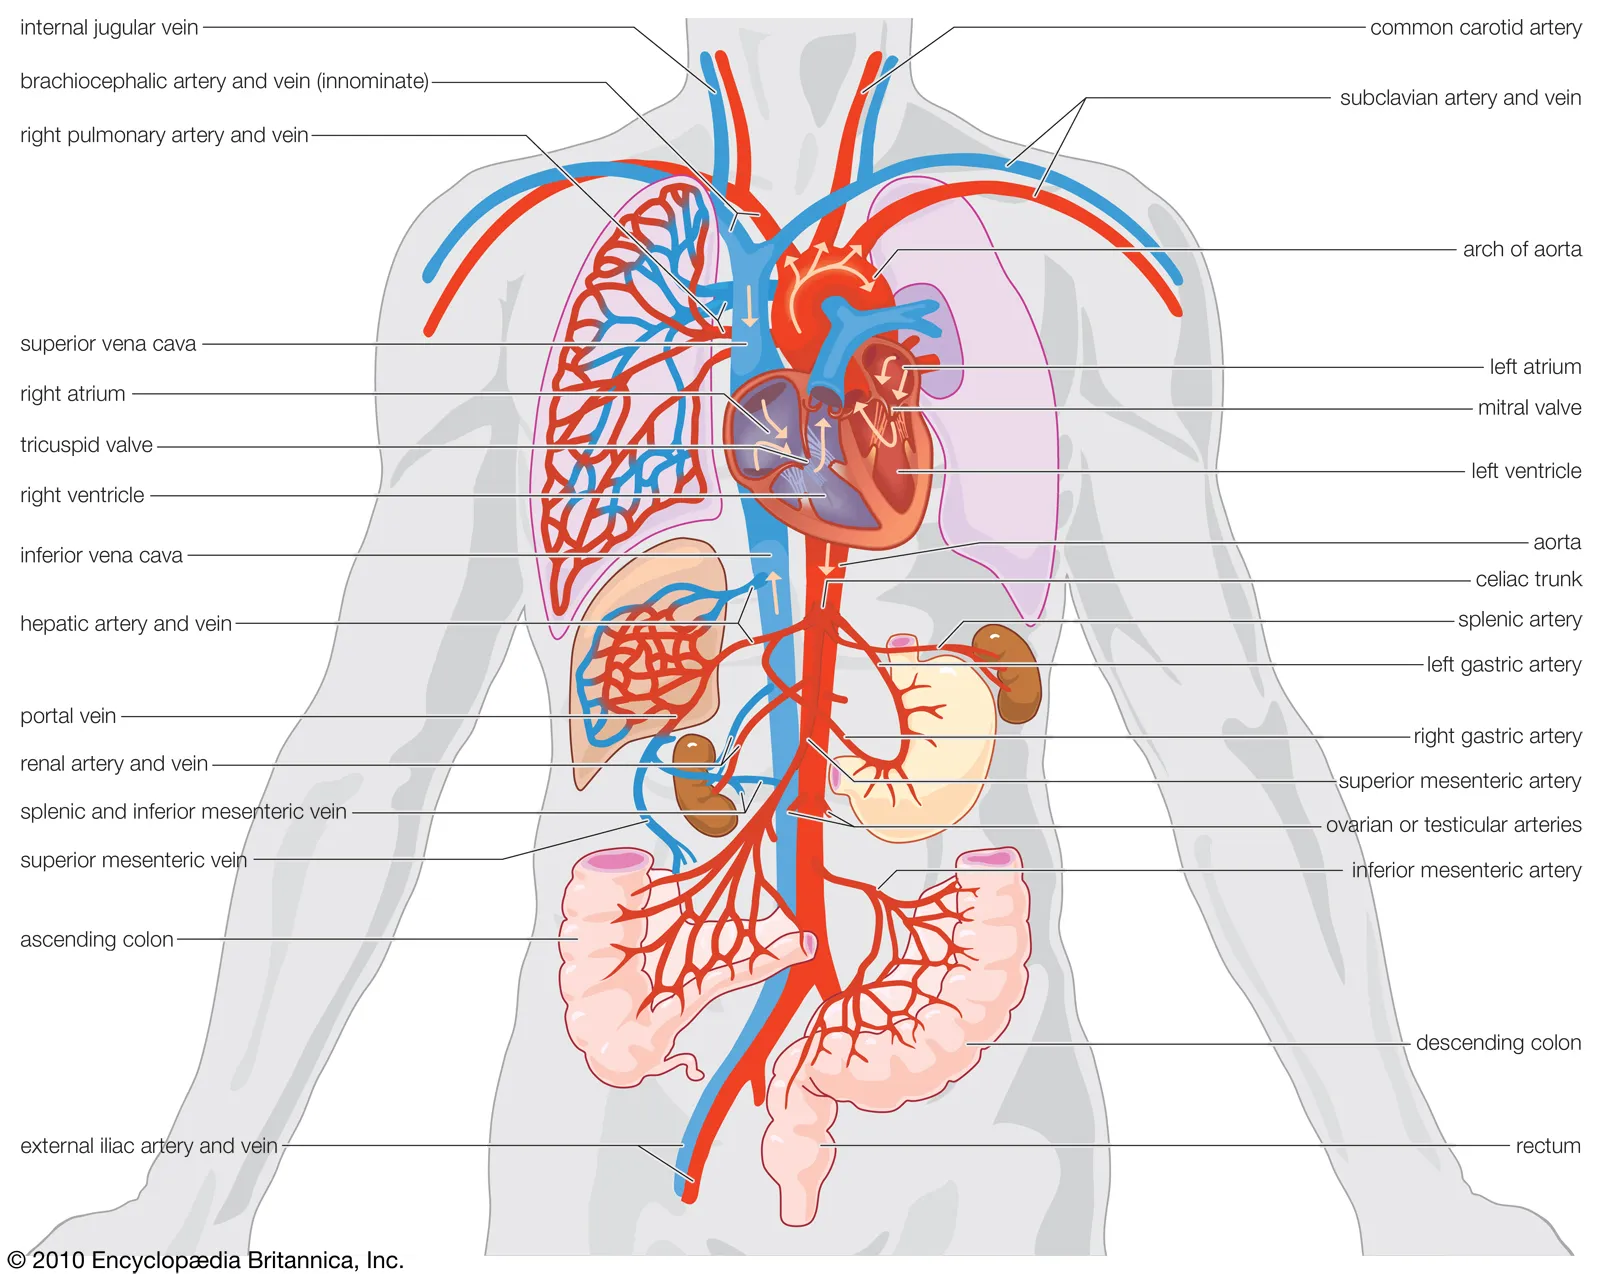 internal jugular vein
brachiocephalic artery and vein (innominate)
right pulmonary artery and vein
superior vena cava
right atrium
tricuspid valve
right ventricle
inferior vena cava
hepatic artery and vein
portal vein
renal artery and vein
splenic and inferior mesenteric vein
superior mesenteric vein
ascending colon
external iliac artery and vein
common carotid artery
subclavian artery and vein
arch of aorta
left atrium
mitral valve
left ventricle
aorta
celiac trunk
splenic artery
left gastric artery
right gastric artery
superior mesenteric artery
ovarian or testicular arteries
inferior mesenteric artery
descending colon
rectum
© 2010 Encyclopædia Britannica, Inc.